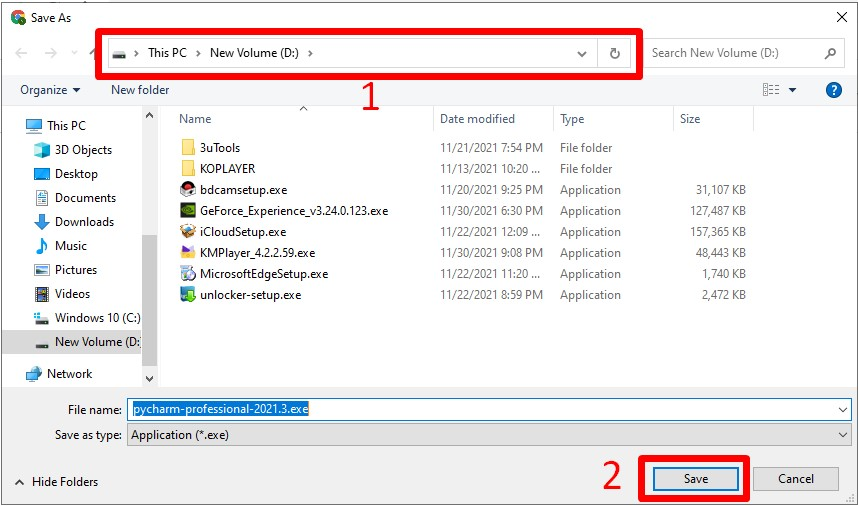 Save As
This PC > New Volume (D:) >
Search New Volume (D:)
1
Organize
New folder
?
This PC
3D Objects
Desktop
Documents
Downloads
Music
Pictures
Videos
Windows 10 (C:)
New Volume (D:
Network
Name Date modified Type Size
3uTools 11/21/2021 7:54 PM File folder
KOPLAYER 11/13/2021 10:20 ... File folder
bdcamsetup.exe 11/20/2021 9:25 PM Application 31,107 KB
GeForce_Experience_v3.24.0.123.exe 11/30/2021 6:30 PM Application 127,487 KB
iCloudSetup.exe 11/22/2021 12:09 ... Application 157,365 KB
KMPlayer_4.2.2.59.exe 11/30/2021 9:08 PM Application 48,443 KB
MicrosoftEdgeSetup.exe 11/22/2021 11:20 ... Application 1,740 KB
unlocker-setup.exe 11/22/2021 8:59 PM Application 2,472 KB
File name: pycharm-professional-2021.3.exe
Save as type: Application (*.exe)
Hide Folders
2
Save
Cancel